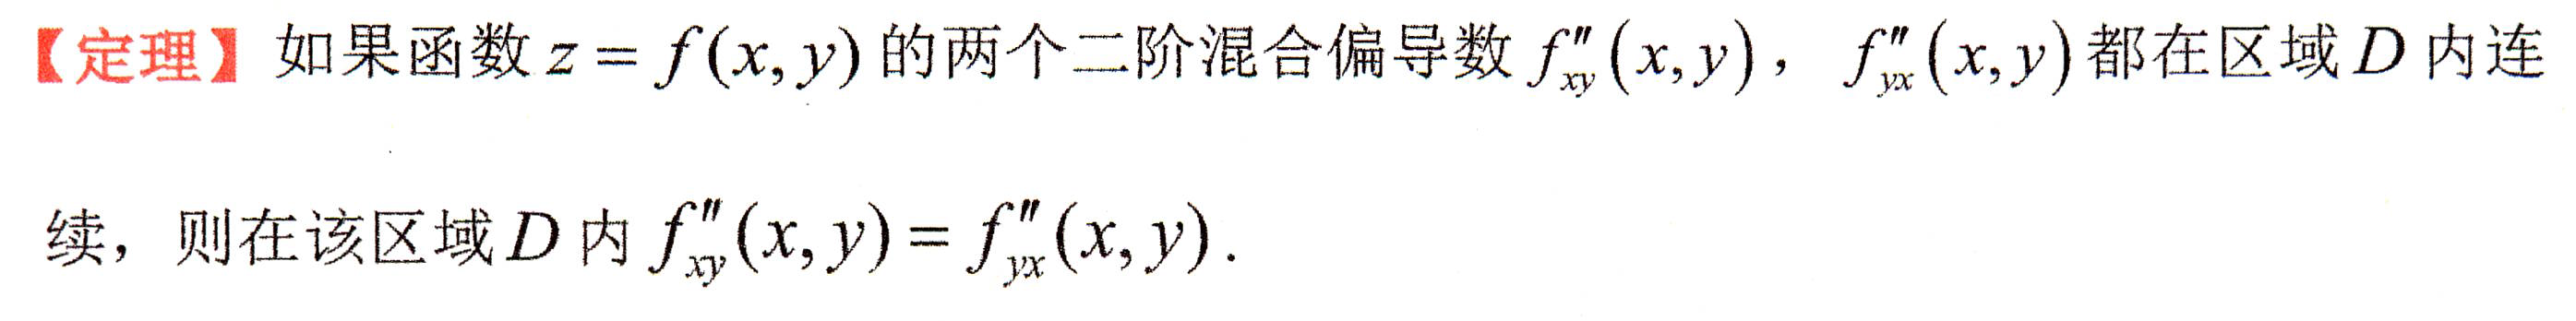 【定理】如果函数 z = f(x, y) 的两个二阶混合偏导数 f''_{xy}(x, y)， f''_{yx}(x, y) 都在区域 D 内连
续，则在该区域 D 内 f''_{xy}(x, y) = f''_{yx}(x, y).